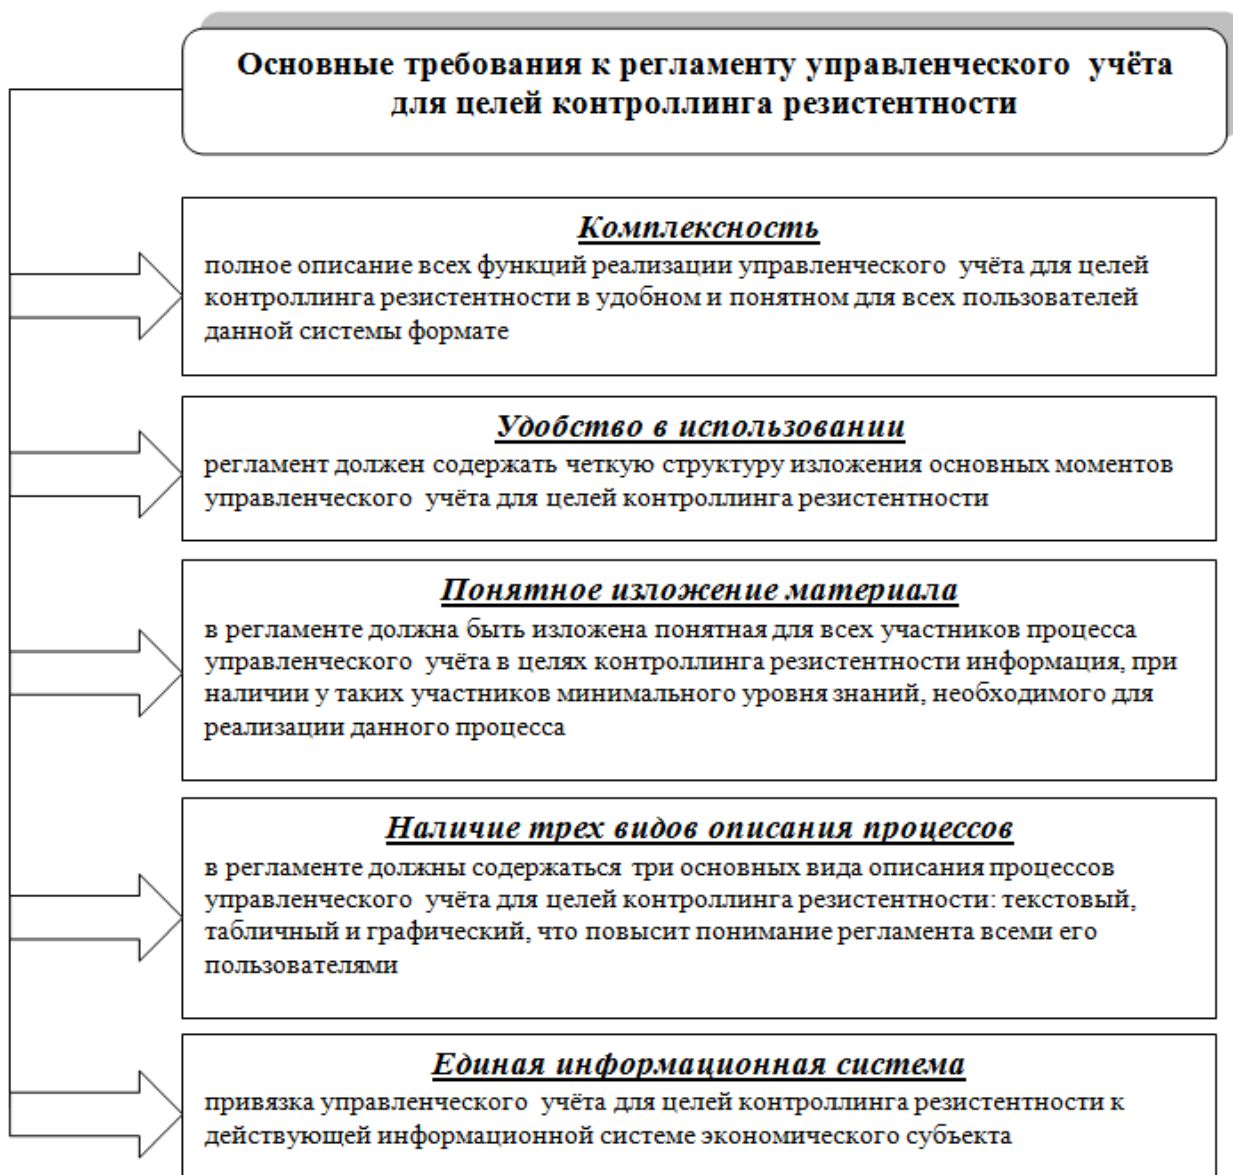 Основные требования к регламенту управленческого учёта
для целей контроллинга резистентности
Комплексность
полное описание всех функций реализации управленческого учёта для целей
контроллинга резистентности в удобном и понятном для всех пользователей
данной системы формате
Удобство в использовании
регламент должен содержать четкую структуру изложения основных моментов
управленческого учёта для целей контроллинга резистентности
Понятное изложение материала
в регламенте должна быть изложена понятная для всех участников процесса
управленческого учёта в целях контроллинга резистентности информация, при
наличии у таких участников минимального уровня знаний, необходимого для
реализации данного процесса
Наличие трех видов описания процессов
в регламенте должны содержаться три основных вида описания процессов
управленческого учёта для целей контроллинга резистентности: текстовый,
табличный и графический, что повысит понимание регламента всеми его
пользователями
Единая информационная система
привязка управленческого учёта для целей контроллинга резистентности к
действующей информационной системе экономического субъекта